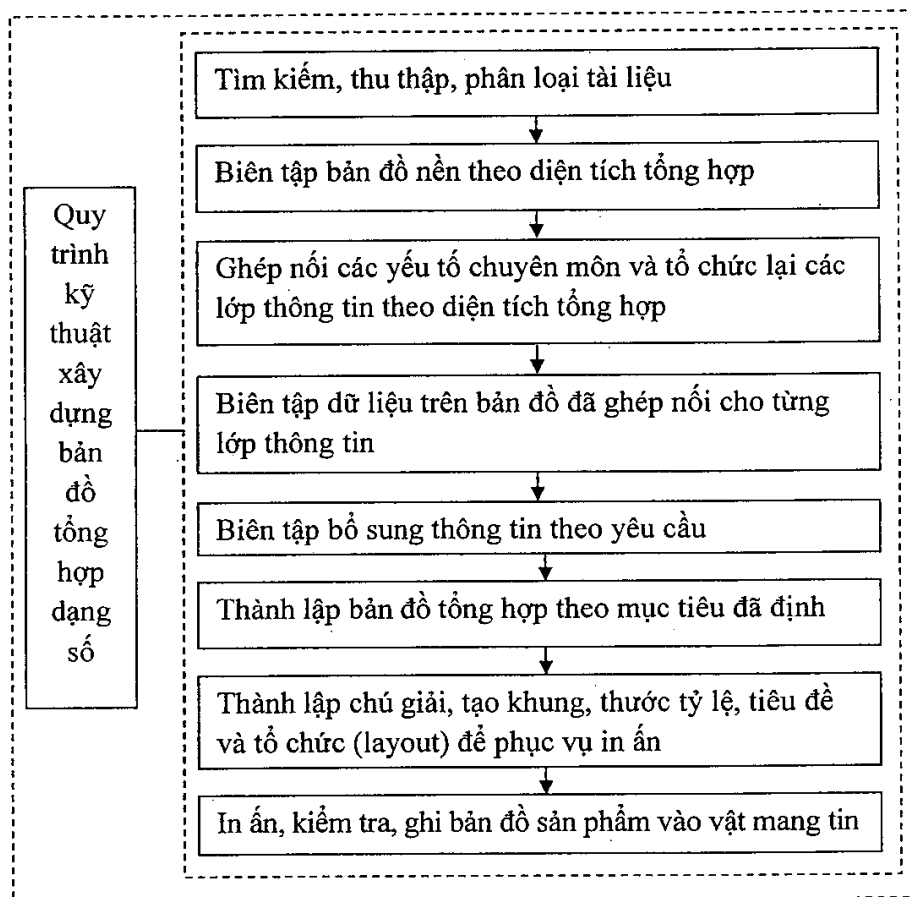 Quy
trình
kỹ
thuật
xây
dựng
bản
đồ
tổng
hợp
dạng
số
Tìm kiếm, thu thập, phân loại tài liệu
Biên tập bản đồ nền theo diện tích tổng hợp
Ghép nối các yếu tố chuyên môn và tổ chức lại các
lớp thông tin theo diện tích tổng hợp
Biên tập dữ liệu trên bản đồ đã ghép nối cho từng
lớp thông tin
Biên tập bổ sung thông tin theo yêu cầu
Thành lập bản đồ tổng hợp theo mục tiêu đã định
Thành lập chú giải, tạo khung, thước tỷ lệ, tiêu đề
và tổ chức (layout) để phục vụ in ấn
In ấn, kiểm tra, ghi bản đồ sản phẩm vào vật mang tin